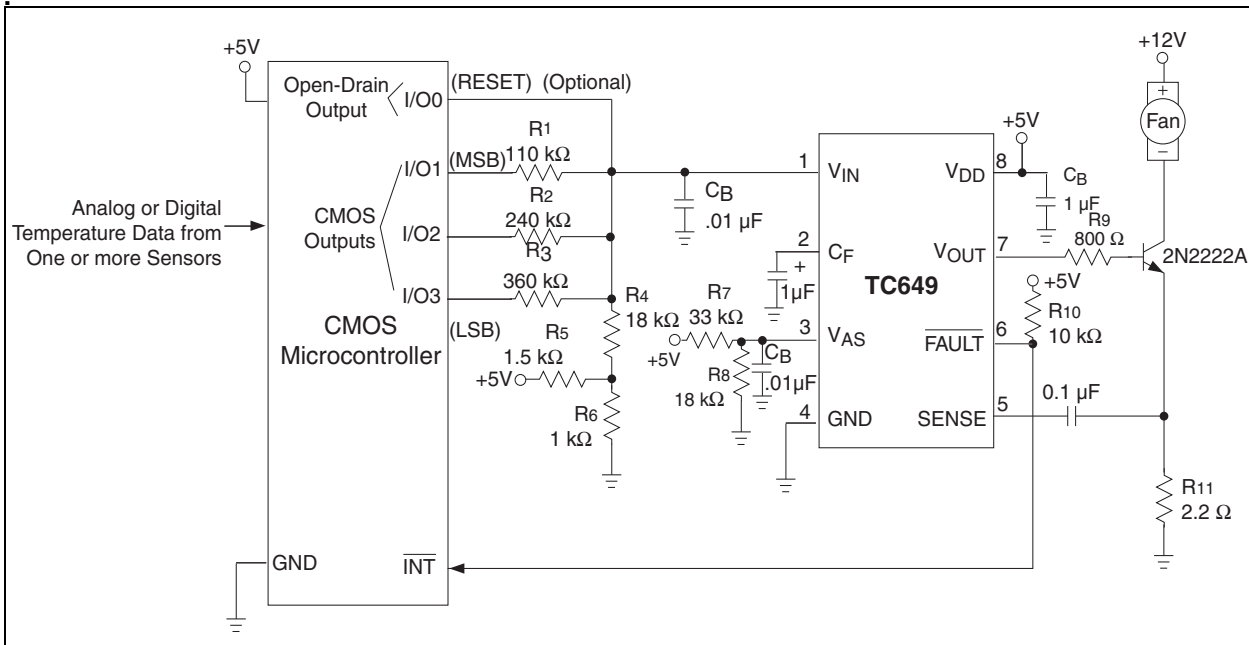 +5V
Open-Drain
Output
I/O0
(RESET) (Optional)
R1
110 kΩ
(MSB)
I/O1
R2
240 kΩ
I/O2
CMOS
Outputs
R3
360 kΩ
I/O3
(LSB)
Analog or Digital
Temperature Data from
One or more Sensors
CMOS
Microcontroller
R4
18 kΩ
R5
1.5 kΩ
+5V
R6
1 kΩ
GND
INT
CB
.01 µF
1
VIN
2
CF
+
1µF
R7
33 kΩ
3
VAS
+5V
R8
18 kΩ
CB
.01µF
4
GND
TC649
+5V
8
VDD
CB
1 µF
7
VOUT
R9
800 Ω
2N2222A
+12V
+
Fan
−
+5V
R10
10 kΩ
6
FAULT
5
SENSE
0.1 µF
R11
2.2 Ω